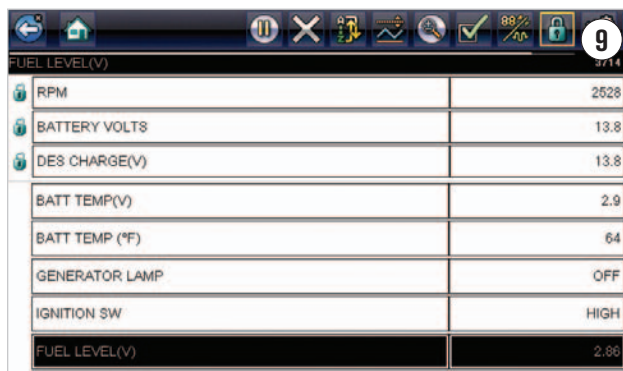 9
FUEL LEVEL(V) 3/14
RPM 2528
BATTERY VOLTS 13.8
DES CHARGE(V) 13.8
BATT TEMP(V) 2.9
BATT TEMP (°F) 64
GENERATOR LAMP OFF
IGNITION SW HIGH
FUEL LEVEL(V) 2.86